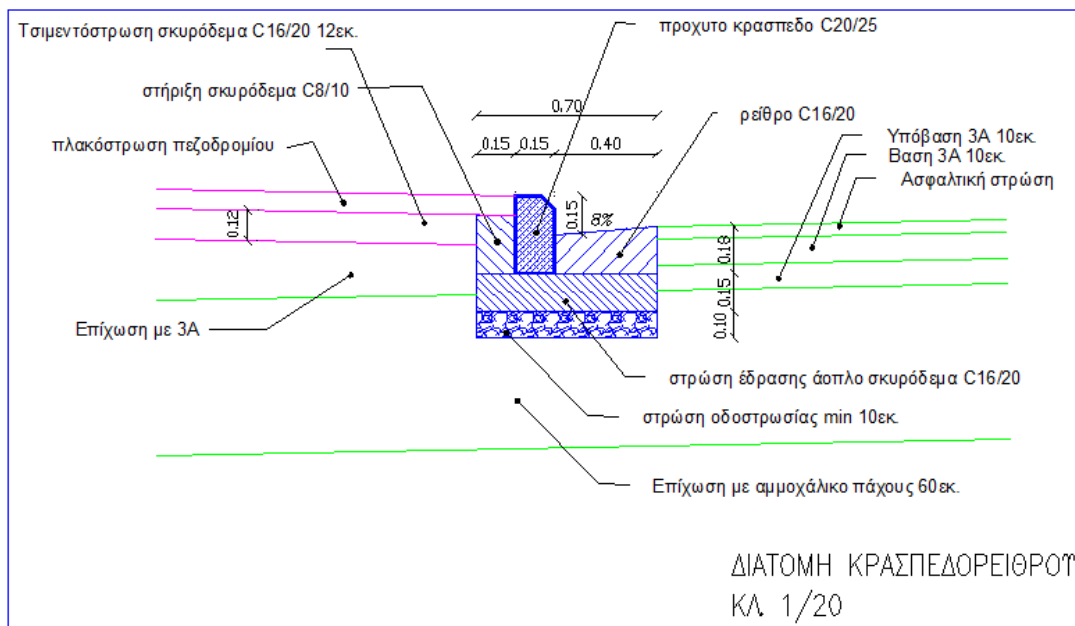 Τσιμεντόστρωση σκυρόδεμα C16/20 12εκ.
προχυτο κρασπεδο C20/25
στήριξη σκυρόδεμα C8/10
0.70
ρείθρο C16/20
πλακόστρωση πεζοδρομίου
0.15 0.15 0.40
Υπόβαση 3Α 10εκ.
Βαση 3Α 10εκ.
Ασφαλτική στρώση
0.12
0.15
8%
0.18
0.15
0.10
Επίχωση με 3Α
στρώση έδρασης άοπλο σκυρόδεμα C16/20
στρώση οδοστρωσίας min 10εκ.
Επίχωση με αμμοχάλικο πάχους 60εκ.
ΔΙΑΤΟΜΗ ΚΡΑΣΠΕΔΟΡΕΙΘΡΟΥ
ΚΛ. 1/20